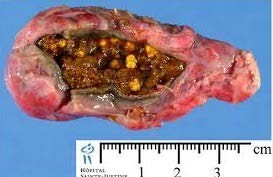 cm
HÔPITAL
SAINTE-JUSTINE
1 2 3